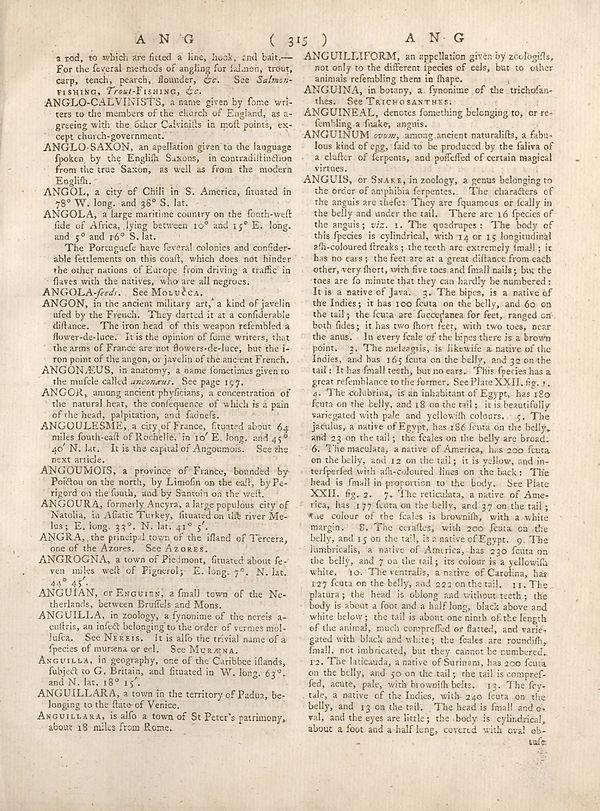 A N G ( 315 ) A N G
a rod, to which are fitted a line, hook, and bait.—
For the ſeveral methods of angling for ſalmon, trout,
carp, tench, pearch, flounder, &c. See Salmon-
FISHING, Trout-FISHING, &c.
ANGLO-CALVINISTS, a name given by ſome wri-
ters to the members of the church of England, as a-
greeing with the other Calviniſts in moſt points, ex-
cept church-government.
ANGLO-SAXON, an apellation given to the language
ſpoken by the Engliſh Saxons, in contradiſtinction
from the true Saxon, as well as from the modern
Engliſh.
ANGOL, a city of Chili in S. America, ſituated in
78° W. long. and 38° S. lat.
ANGOLA, a large maritime country on the ſouth-weſt
ſide of Africa, lying between 10° and 15° E. long.
and 5° and 16° S. lat.
The Portugueſe have ſeveral colonies and conſider-
able ſettlements on this coaſt, which does not hinder
the other nations of Europe from driving a traffic in
ſlaves with the natives, who are all negroes.
ANGOLA-ſeeds. See MOLUCCA.
ANGON, in the ancient military art, a kind of javelin
uſed by the French. They darted it at a conſiderable
diſtance. The iron head of this weapon reſembled a
flower-de-luce. It is the opinion of ſome writers, that
the arms of France are not flowers-de-luce, but the i-
ron point of the angon, or javelin of the ancient French.
ANGONÆUS, in anatomy, a name ſometimes given to
the muſcle called anconæus. See page 197.
ANGOR, among ancient phyſicians, a concentration of
the natural heat, the conſequence of which is a pain
of the head, palpitation, and ſadneſs.
ANGOULESME, a city of France, ſituated about 64
miles ſouth-eaſt of Rochelle, in 10′ E. long. and 45°
40′ N. lat. It is the capital of Angoumois. See the
next article.
ANGOUMOIS, a province of France, bounded by
Poictou on the north, by Limoſin on the eaſt, by Pe-
rigord on the ſouth, and by Santoin on the weſt.
ANGOURA, formerly Ancyra, a large populous city of
Natolia, in Aſiatic Turkey, ſituated on the river Me-
lus; E. long. 33°. N. lat. 41° 5′.
ANGRA, the principal town of the iſland of Tercera,
one of the Azores. See AZORES.
ANGROGNA, a town of Piedmont, ſituated about ſe-
ven miles weſt of Pignerol; E. long. 7°. N. lat.
44° 45′.
ANGUIAN, or ENGUIEN, a ſmall town of the Ne-
therlands, between Bruſſels and Mons.
ANGUILLA, in zoology, a ſynonime of the nereis a-
cuſtris, an inſect belonging to the order of vermes mol-
luſca. See NEREIS. It is alſo the trivial name of a
ſpecies of muræna or eel. See MURÆNA.
ANGUILLA, in geography, one of the Caribbee iſlands,
ſubject to G. Britain, and ſituated in W. long. 63°.
and N. lat. 18° 15′.
ANGUILLARA, a town in the territory of Padua, be-
longing to the ſtate of Venice.
ANGUILLARA, is alſo a town of St Peter's patrimony,
about 18 miles from Rome.
ANGUILLIFORM, an appellation given by zoologiſts,
not only to the different ſpecies of eels, but to other
animals reſembling them in ſhape.
ANGUINA, in botany, a ſynonime of the trichoſan-
thes. See TRICHOSANTHES.
ANGUINEAL, denotes ſomething belonging to, or re-
ſembling a ſnake, anguis.
ANGUINUM ovum, among ancient naturaliſts, a fabu-
lous kind of egg, ſaid to be produced by the ſaliva of
a cluſter of ſerpents, and poſſeſſed of certain magical
virtues.
ANGUIS, or SNAKE, in zoology, a genus belonging to
the order of amphibia ſerpentes. The characters of
the anguis are theſe: They are ſquamous or ſcally in
the belly and under the tail. There are 16 ſpecies of
the anguis; viz. 1. The quadrupes: The body of
this ſpecies is cylindrical, with 14 or 15 longitudinal
aſh-coloured ſtreaks; the teeth are extremely ſmall; it
has no ears; the feet are at a great diſtance from each
other, very ſhort, with five toes and ſmall nails; but the
toes are ſo minute that they can hardly be numbered:
It is a native of Java. 2. The bipes, is a native of
the Indies; it has 100 ſcuta on the belly, and 60 on
the tail; the ſcuta are ſuccedanea for feet, ranged on
both ſides; it has two ſhort feet, with two toes, near
the anus. In every ſcale of the bipes there is a brown
point. 3. The meleagris, is likewiſe a native of the
Indies, and has 165 ſcuta on the belly, and 32 on the
tail: It has ſmall teeth, but no ears. This ſpecies has a
great reſemblance to the former. See Plate XXII. fig. 1.
4. The colubrina, is an inhabitant of Egypt, has 180
ſcuta on the belly, and 18 on the tail; it is beautifully
variegated with pale and yellowiſh colours. 5. The
jaculus, a native of Egypt, has 186 ſcuta on the belly,
and 23 on the tail; the ſcales on the belly are broad.
6. The maculata, a native of America, has 200 ſcuta
on the belly, and 12 on the tail; it is yellow, and in-
terſperſed with aſh-coloured lines on the back: The
head is ſmall in proportion to the body. See Plate
XXII. fig. 2. 7. The reticulata, a native of Ame-
rica, has 177 ſcuta on the belly, and 37 on the tail;
the colour of the ſcales is browniſh, with a white
margin. 8. The ceraſtes, with 200 ſcuta on the
belly, and 15 on the tail, is a native of Egypt. 9. The
lumbricalis, a native of America, has 230 ſcuta on
the belly, and 7 on the tail; its colour is a yellowiſh
white. 10. The ventralis, a native of Carolina, has
127 ſcuta on the belly, and 222 on the tail. 11. The
platura; the head is oblong and without teeth; the
body is about a foot and a half long, black above and
white below; the tail is about one ninth of the length
of the animal, much compreſſed or flatted, and varie-
gated with black and white; the ſcales are roundiſh,
ſmall, not imbricated, but they cannot be numbered.
12. The laticauda, a native of Surinam, has 200 ſcuta
on the belly, and 50 on the tail; the tail is compreſ-
ſed, acute, pale, with browniſh belts. 13. The ſcy-
tale, a native of the Indies, with 240 ſcuta on the
belly, and 13 on the tail. The head is ſmall and o-
val, and the eyes are little; the body is cylindrical,
about a foot and a half long, covered with oval ob-
tuſe